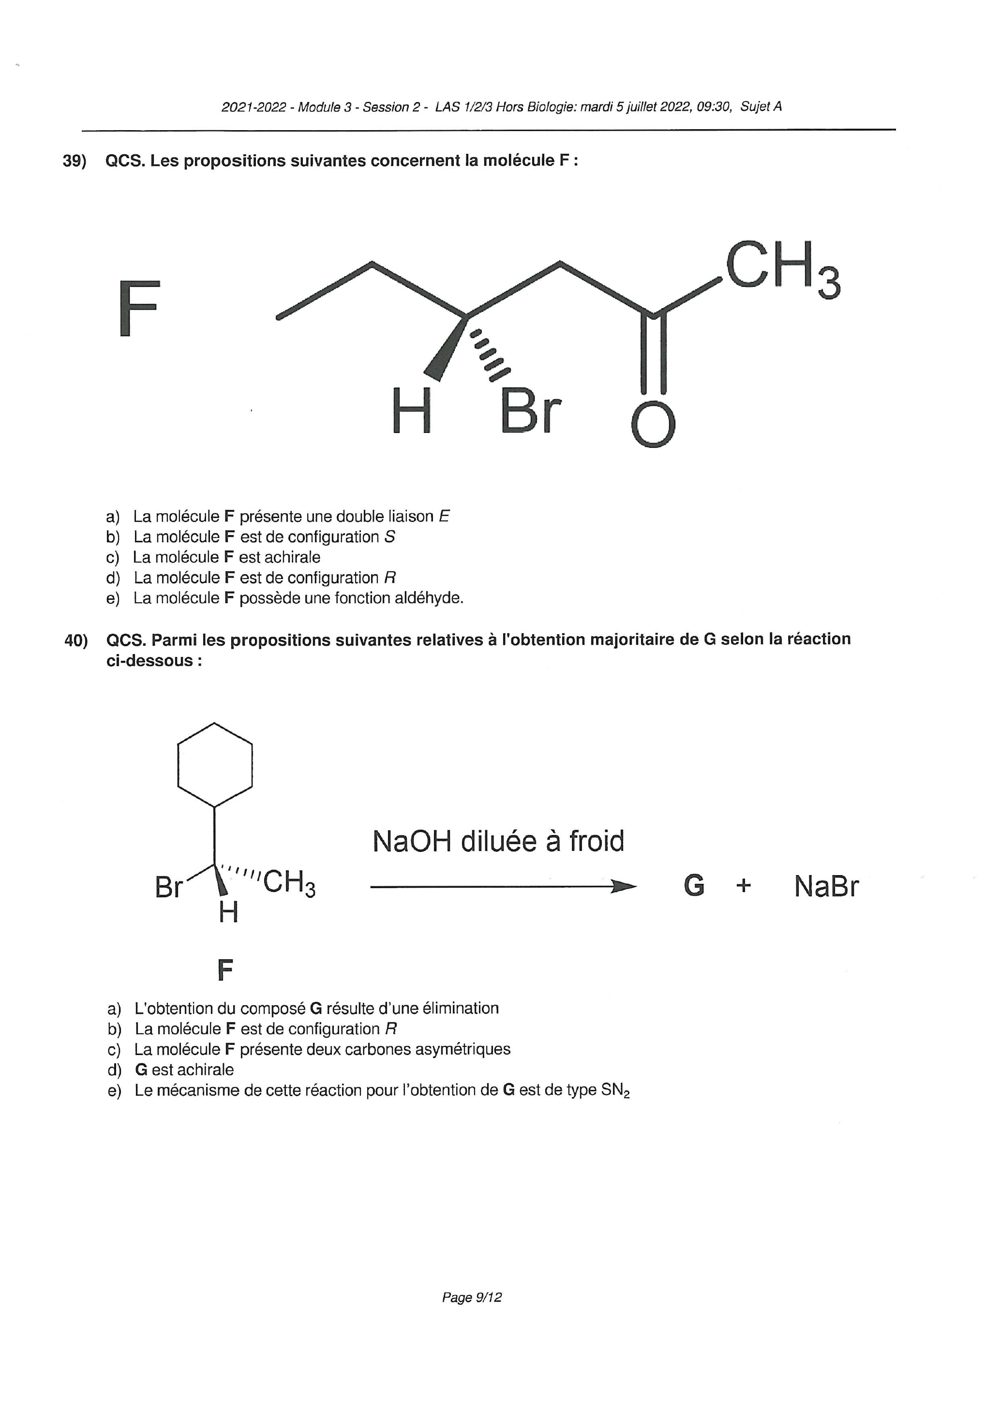 2021-2022 - Module 3 - Session 2 - LAS 1/2/3 Hors Biologie: mardi 5 juillet 2022, 09:30, Sujet A
39) QCS. Les propositions suivantes concernent la molécule F :
F
CH3
H Br O
a) La molécule F présente une double liaison E
b) La molécule F est de configuration S
c) La molécule F est achirale
d) La molécule F est de configuration R
e) La molécule F possède une fonction aldéhyde.
40) QCS. Parmi les propositions suivantes relatives à l'obtention majoritaire de G selon la réaction
ci-dessous :
NaOH diluée à froid
Br CH3 G + NaBr
H
F
a) L'obtention du composé G résulte d'une élimination
b) La molécule F est de configuration R
c) La molécule F présente deux carbones asymétriques
d) G est achirale
e) Le mécanisme de cette réaction pour l'obtention de G est de type SN2
Page 9/12